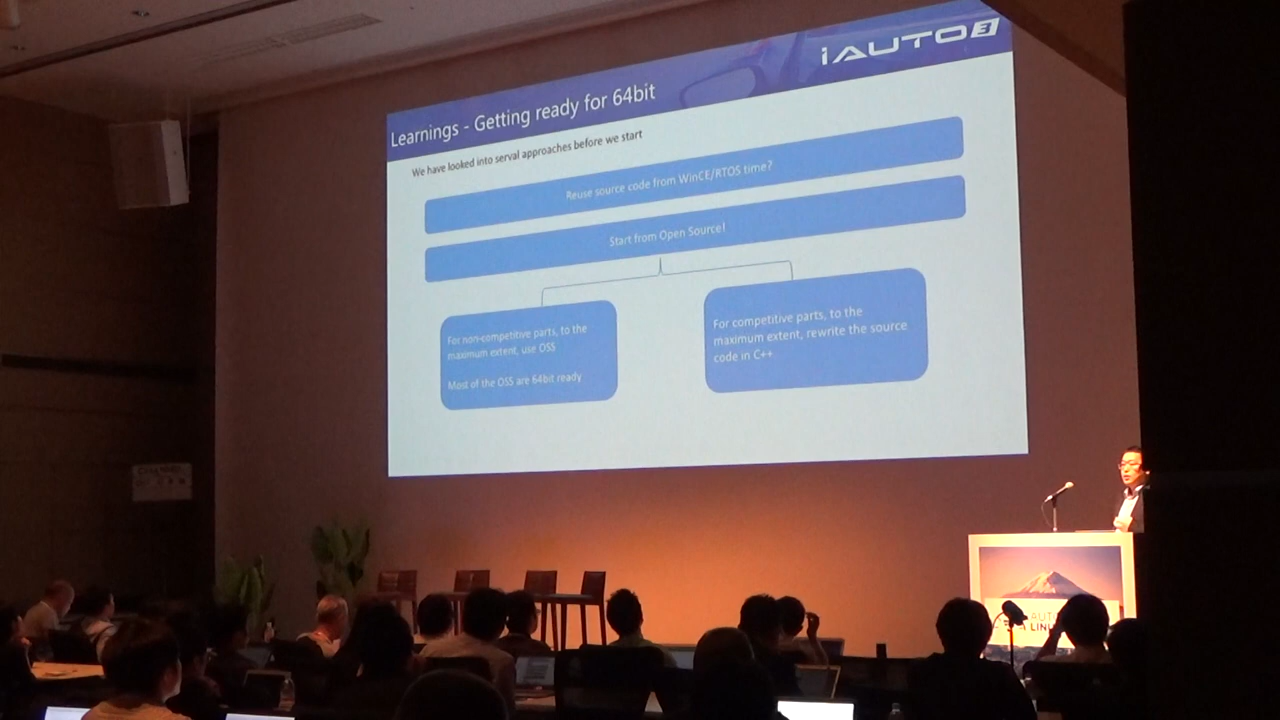 iAUTO3
Learnings - Getting ready for 64bit
We have looked into serval approaches before we start
Reuse source code from WinCE/RTOS time?
Start from Open Source!
For non-competitive parts, to the
maximum extent, use OSS
Most of the OSS are 64bit ready
For competitive parts, to the
maximum extent, rewrite the source
code in C++